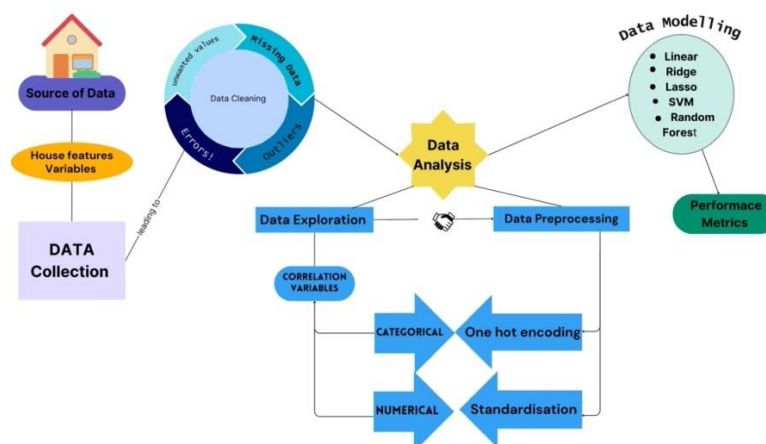 Source of Data
House features
Variables
DATA
Collection
leading to
unwanted values
Missing Data
Data Cleaning
Errors!
Outliers
Data
Analysis
Data Modelling
Linear
Ridge
Lasso
SVM
Random
Forest
Performace
Metrics
Data Exploration
Data Preprocessing
CORRELATION
VARIABLES
CATEGORICAL
One hot encoding
NUMERICAL
Standardisation